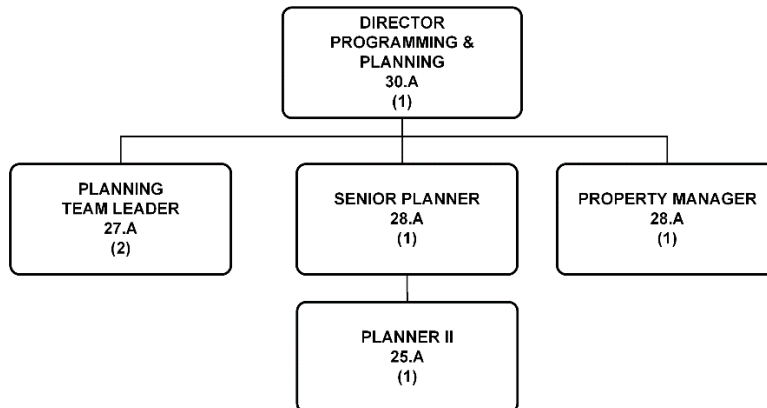 DIRECTOR
PROGRAMMING &
PLANNING
30.A
(1)
PLANNING
TEAM LEADER
27.A
(2)
SENIOR PLANNER
28.A
(1)
PROPERTY MANAGER
28.A
(1)
PLANNER II
25.A
(1)